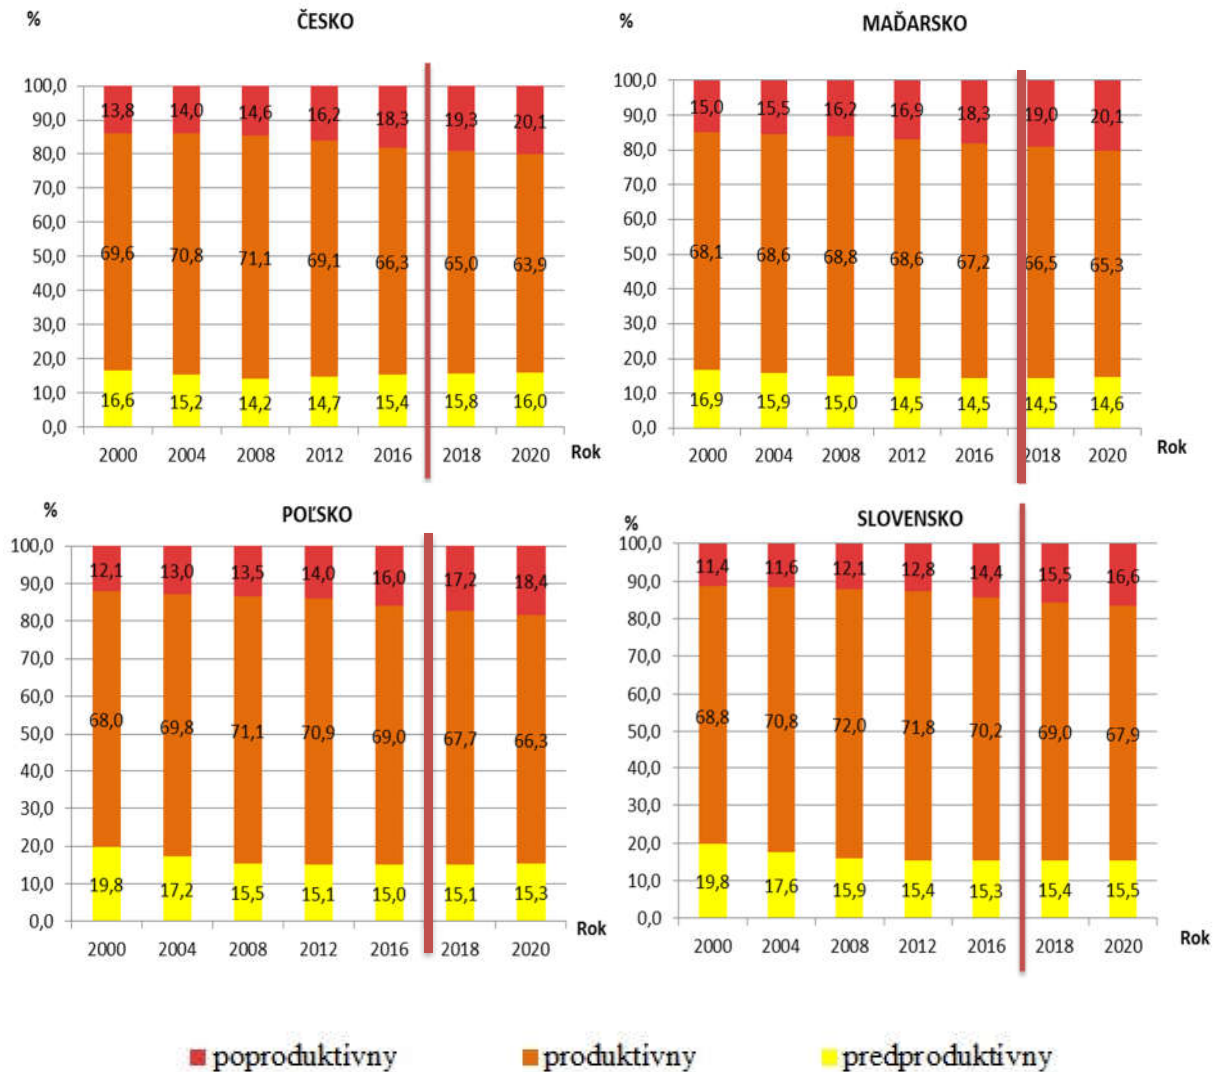 % ČESKO
100,0
90,0
80,0
70,0
60,0
50,0
40,0
30,0
20,0
10,0
0,0
13,8 14,0 14,6 16,2 18,3 19,3 20,1
69,6 70,8 71,1 69,1 66,3 65,0 63,9
16,6 15,2 14,2 14,7 15,4 15,8 16,0
2000 2004 2008 2012 2016 2018 2020 Rok
% MAĎARSKO
100,0
90,0
80,0
70,0
60,0
50,0
40,0
30,0
20,0
10,0
0,0
15,0 15,5 16,2 16,9 18,3 19,0 20,1
68,1 68,6 68,8 68,6 67,2 66,5 65,3
16,9 15,9 15,0 14,5 14,5 14,5 14,6
2000 2004 2008 2012 2016 2018 2020 Rok
% POĽSKO
100,0
90,0
80,0
70,0
60,0
50,0
40,0
30,0
20,0
10,0
0,0
12,1 13,0 13,5 14,0 16,0 17,2 18,4
68,0 69,8 71,1 70,9 69,0 67,7 66,3
19,8 17,2 15,5 15,1 15,0 15,1 15,3
2000 2004 2008 2012 2016 2018 2020 Rok
% SLOVENSKO
100,0
90,0
80,0
70,0
60,0
50,0
40,0
30,0
20,0
10,0
0,0
11,4 11,6 12,1 12,8 14,4 15,5 16,6
68,8 70,8 72,0 71,8 70,2 69,0 67,9
19,8 17,6 15,9 15,4 15,3 15,4 15,5
2000 2004 2008 2012 2016 2018 2020 Rok
poproduktívny produktívny predproduktívny